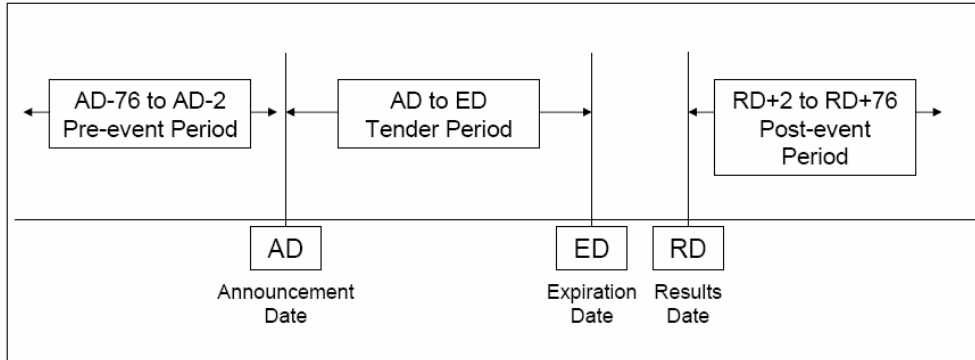 AD-76 to AD-2
Pre-event Period
AD to ED
Tender Period
RD+2 to RD+76
Post-event
Period
AD
ED
RD
Announcement
Date
Expiration
Date
Results
Date